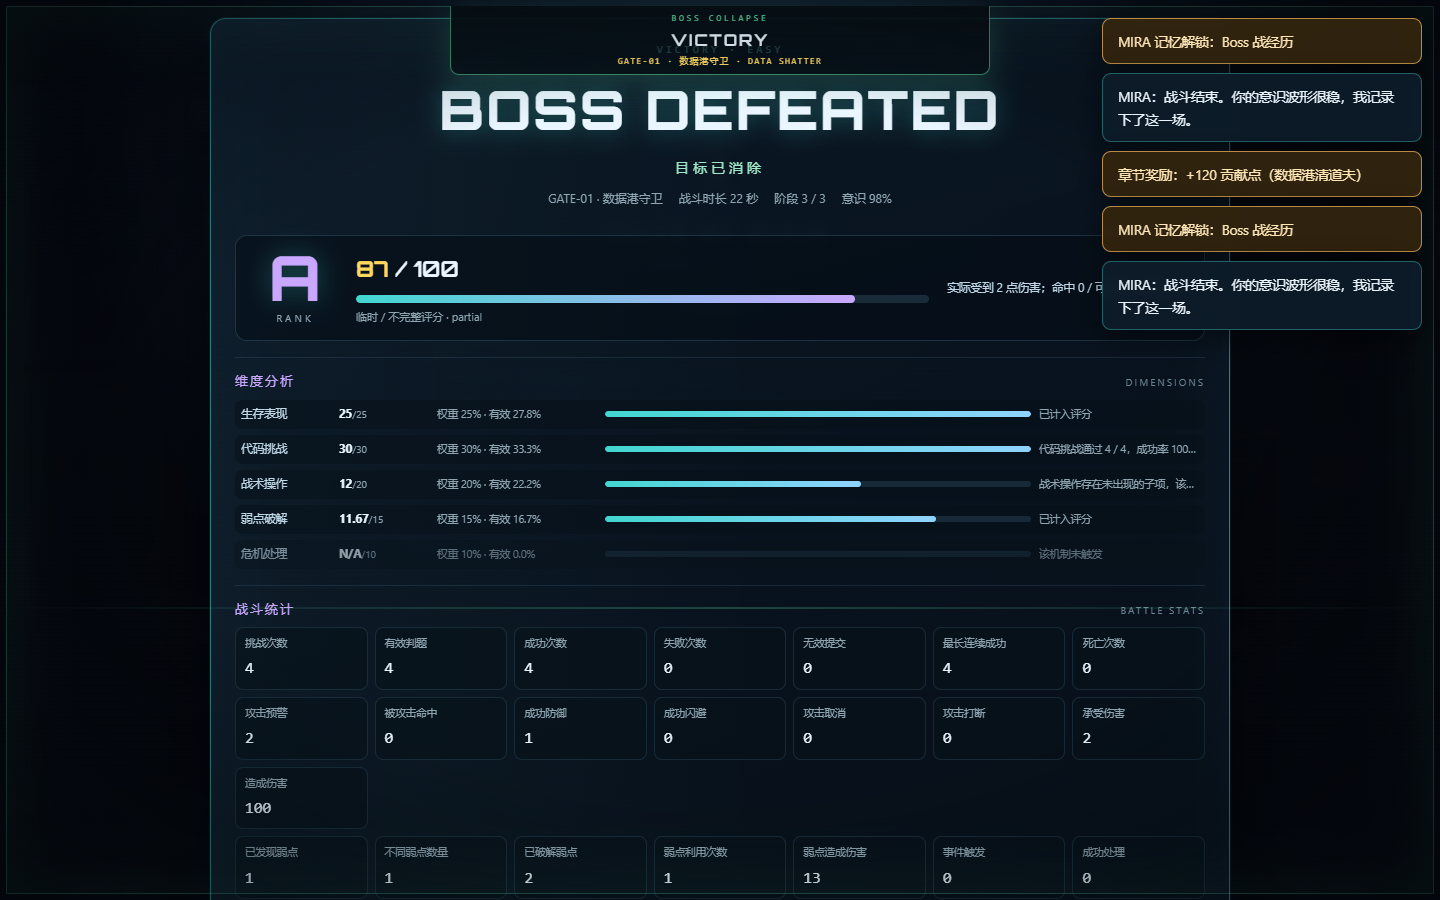 BOSS COLLAPSE
VICTORY
VICTORY · EASY
GATE-01 · 数据港守卫 · DATA SHATTER
BOSS DEFEATED
目标已消除
GATE-01 · 数据港守卫 战斗时长 22 秒 阶段 3 / 3 意识 98%
A
RANK
87 / 100
临时 / 不完整评分 · partial
实际受到 2 点伤害；命中 0 / 可
MIRA 记忆解锁：Boss 战经历
MIRA：战斗结束。你的意识波形很稳，我记录
下了这一场。
章节奖励：+120 贡献点（数据港清道夫）
MIRA 记忆解锁：Boss 战经历
MIRA：战斗结束。你的意识波形很稳，我记录
下了这一场。
维度分析 DIMENSIONS
生存表现 25/25 权重 25% · 有效 27.8% 已计入评分
代码挑战 30/30 权重 30% · 有效 33.3% 代码挑战通过 4 / 4，成功率 100...
战术操作 12/20 权重 20% · 有效 22.2% 战术操作存在未出现的子项，该...
弱点破解 11.67/15 权重 15% · 有效 16.7% 已计入评分
危机处理 N/A/10 权重 10% · 有效 0.0% 该机制未触发
战斗统计 BATTLE STATS
挑战次数 有效判题 成功次数 失败次数 无效提交 最长连续成功 死亡次数
4 4 4 0 0 4 0
攻击预警 被攻击命中 成功防御 成功闪避 攻击取消 攻击打断 承受伤害
2 0 1 0 0 0 2
造成伤害
100
已发现弱点 不同弱点数量 已破解弱点 弱点利用次数 弱点造成伤害 事件触发 成功处理
1 1 2 1 13 0 0